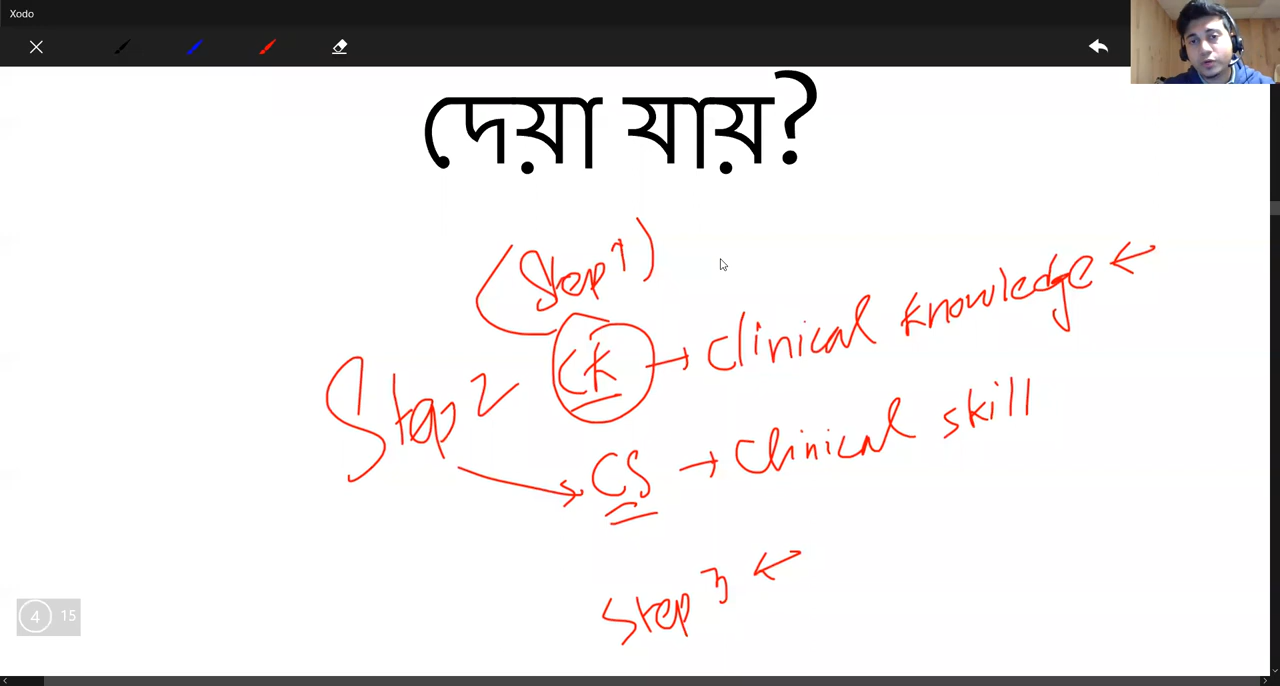 Xodo
দেয়া যায়?
(Step 1)
Step 2 CK → Clinical knowledge ←
CS → Clinical skill
Step 3 ←
4 15